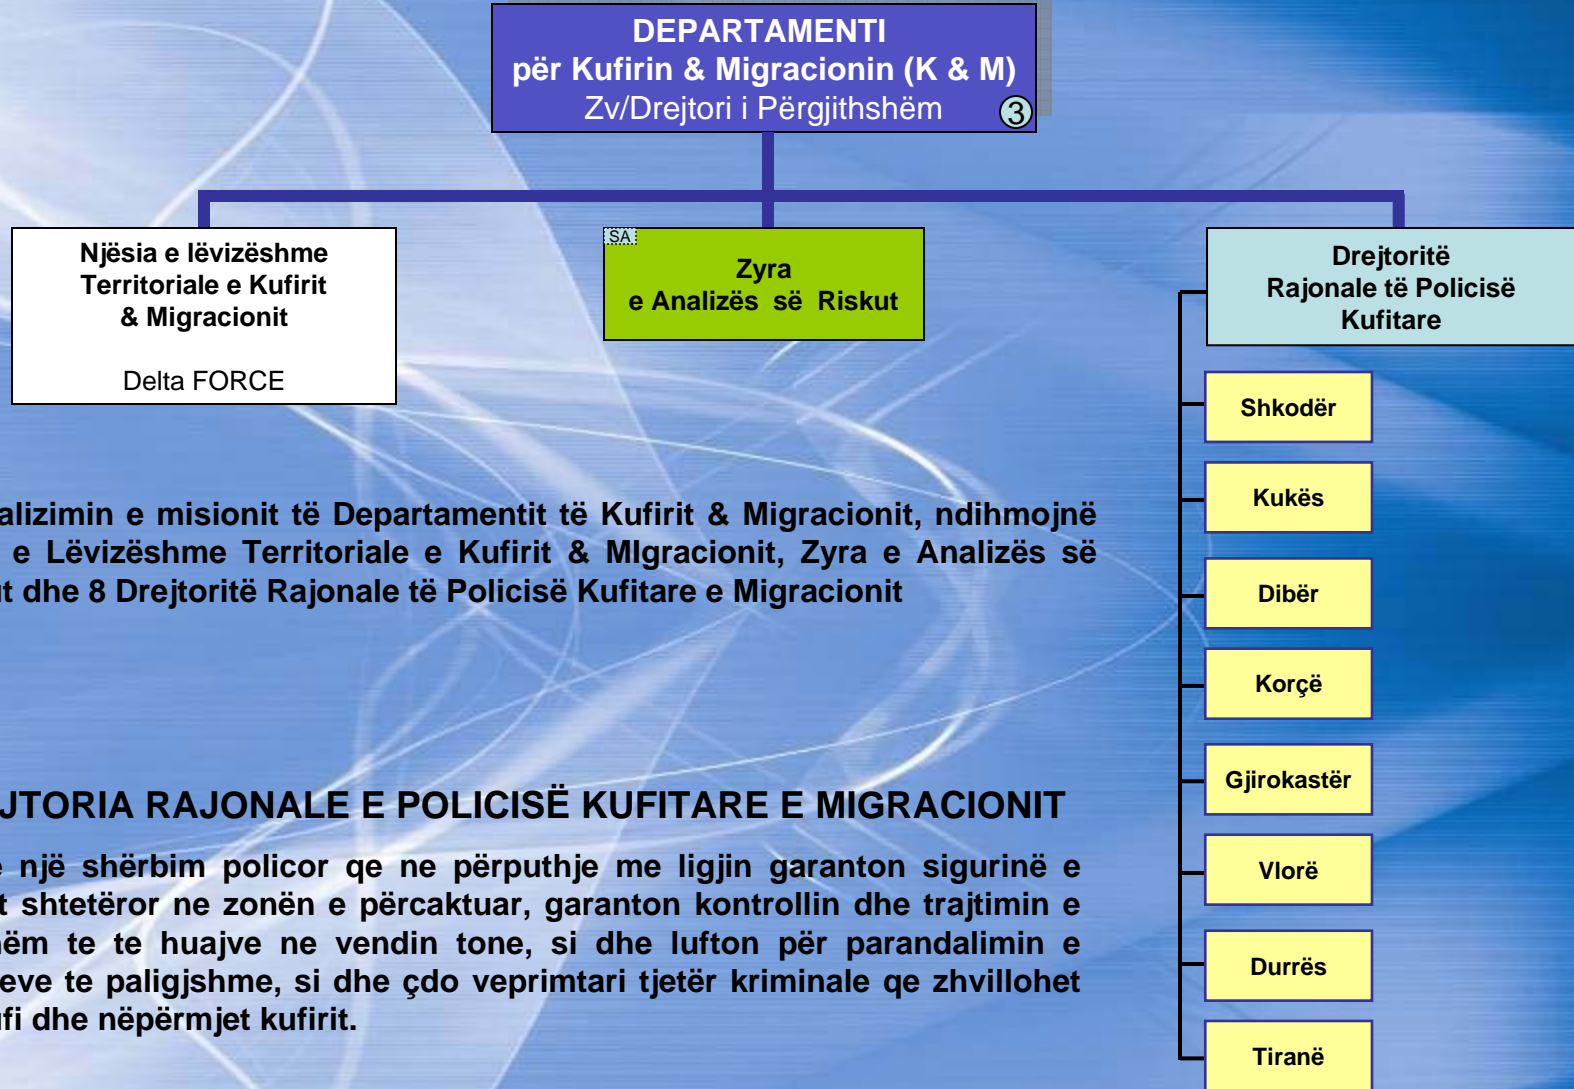 DEPARTAMENTI
për Kufirin & Migracionin (K & M)
Zv/Drejtori i Përgjithshëm
3
Njësia e lëvizëshme
Territoriale e Kufirit
& Migracionit
Delta FORCE
SA
Zyra
e Analizës së Riskut
Drejtoritë
Rajonale të Policisë
Kufitare
Shkodër
Kukës
Dibër
Korçë
Gjirokastër
Vlorë
Durrës
Tiranë
alizimin e misionit të Departamentit të Kufirit & Migracionit, ndihmojnë
e Lëvizëshme Territoriale e Kufirit & MIgracionit, Zyra e Analizës së
t dhe 8 Drejtoritë Rajonale të Policisë Kufitare e Migracionit
JTORIA RAJONALE E POLICISË KUFITARE E MIGRACIONIT
një shërbim policor qe ne përputhje me ligjin garanton sigurinë e
t shtetëror ne zonën e përcaktuar, garanton kontrollin dhe trajtimin e
ëm te te huajve ne vendin tone, si dhe lufton për parandalimin e
eve te paligjshme, si dhe çdo veprimtari tjetër kriminale qe zhvillohet
ufi dhe nëpërmjet kufirit.